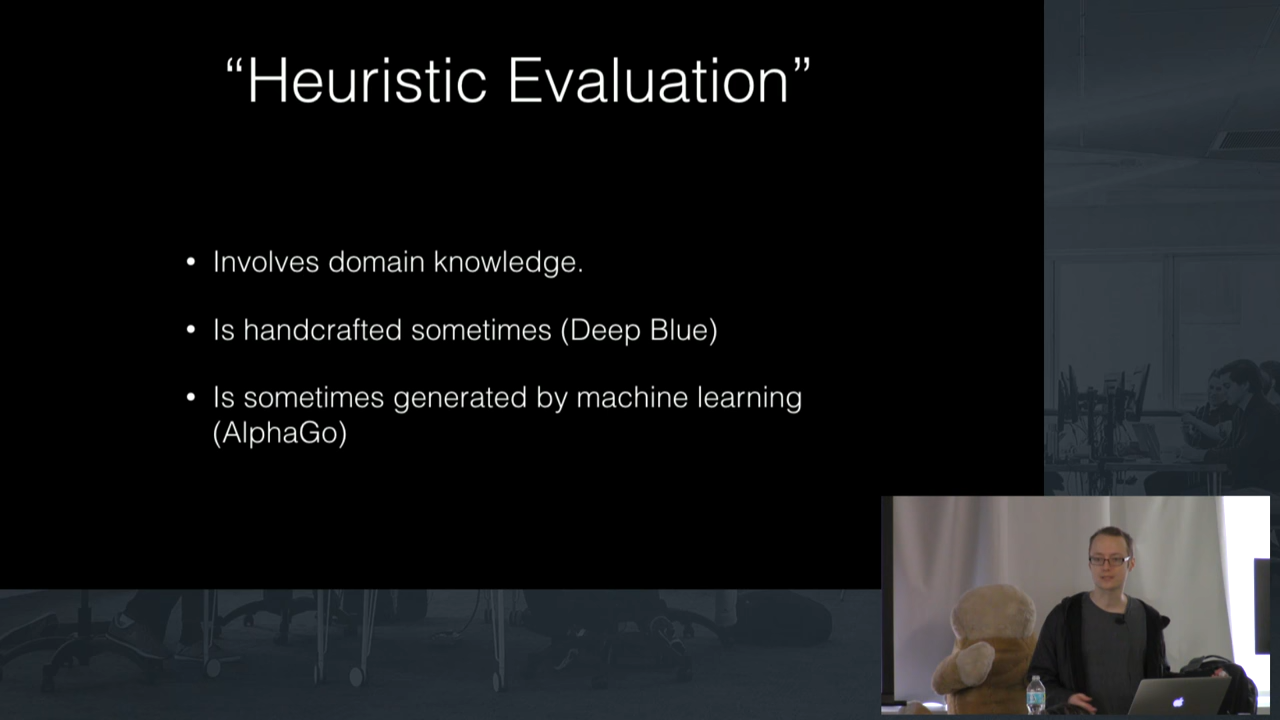 “Heuristic Evaluation”
• Involves domain knowledge.
• Is handcrafted sometimes (Deep Blue)
• Is sometimes generated by machine learning
(AlphaGo)